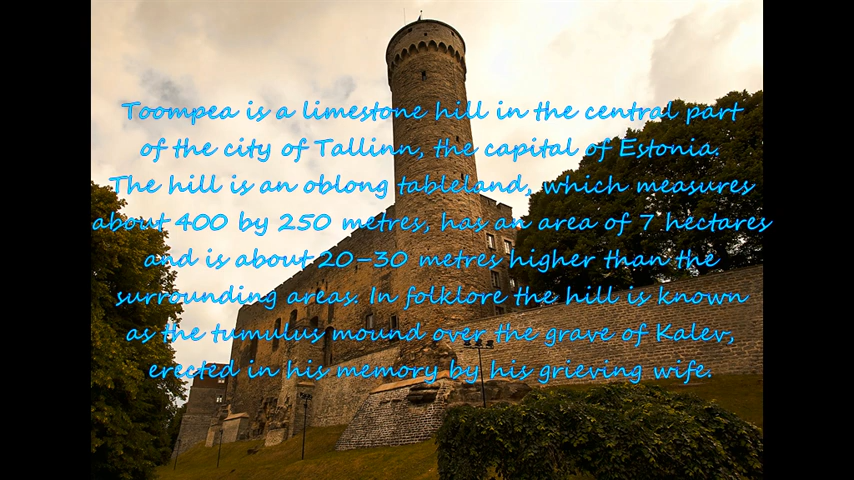 Toompea is a limestone hill in the central part
of the city of Tallinn, the capital of Estonia.
The hill is an oblong tableland, which measures
about 400 by 250 metres, has an area of 7 hectares
and is about 20-30 metres higher than the
surrounding areas. In folklore the hill is known
as the tumulus mound over the grave of Kalev,
erected in his memory by his grieving wife.